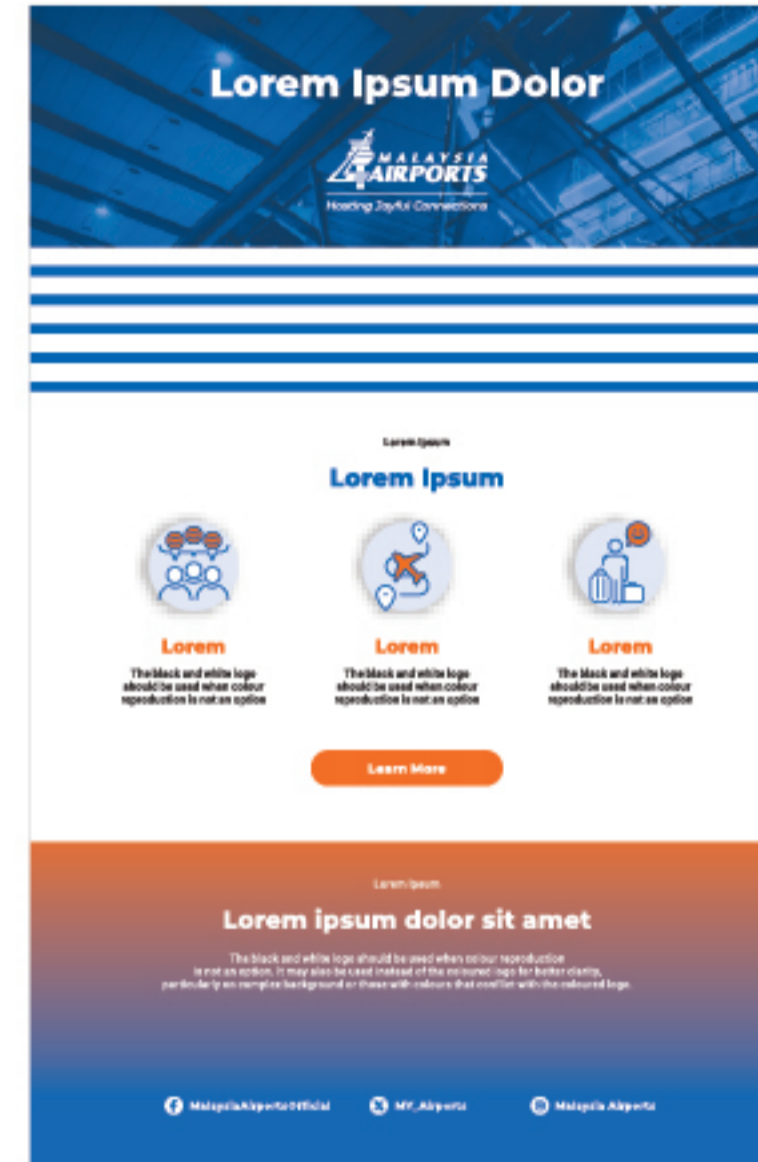 Lorem Ipsum Dolor
MALAYSIA
AIRPORTS
Hosting Joyful Connections
Lorem Ipsum
Lorem Ipsum
Lorem
The black and white logo
should be used when colour
reproduction is not an option
Lorem
The black and white logo
should be used when colour
reproduction is not an option
Lorem
The black and white logo
should be used when colour
reproduction is not an option
Learn More
Lorem Ipsum
Lorem ipsum dolor sit amet
The black and white logo should be used when colour reproduction
is not an option. It may also be used instead of the coloured logo for better clarity,
particularly on complex background or those with colours that conflict with the coloured logo.
MalaysiaAirportsOfficial
MY_Airports
Malaysia Airports